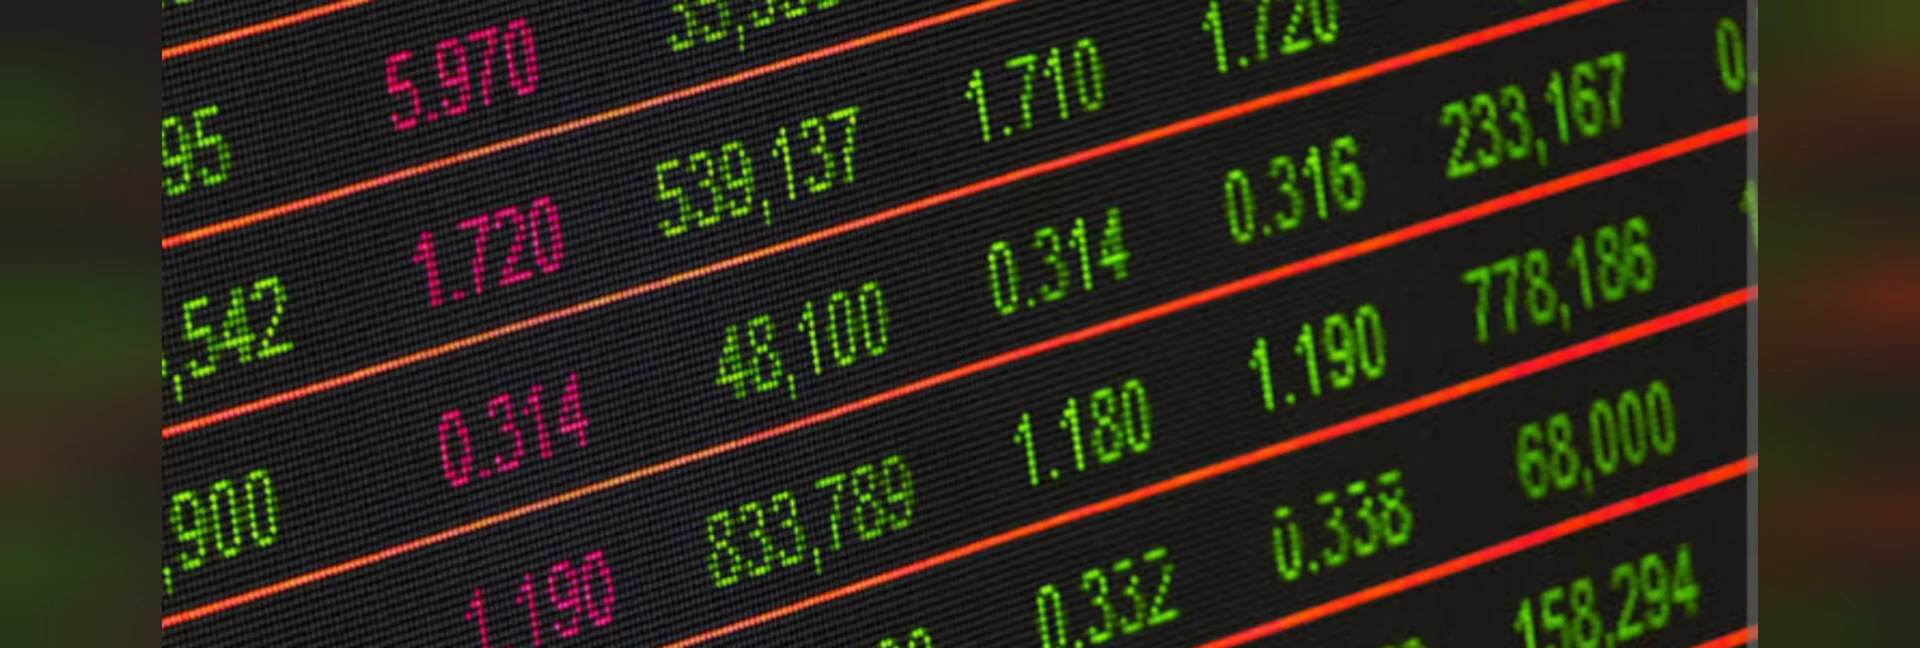 95 5.970
,542 1.720 539,137 1.710 1.720
,900 0.314 48,100 0.314 0.316 233,167 0.
1.190 833,789 1.180 1.190 778,186
0.332 0.338 68,000
158,294